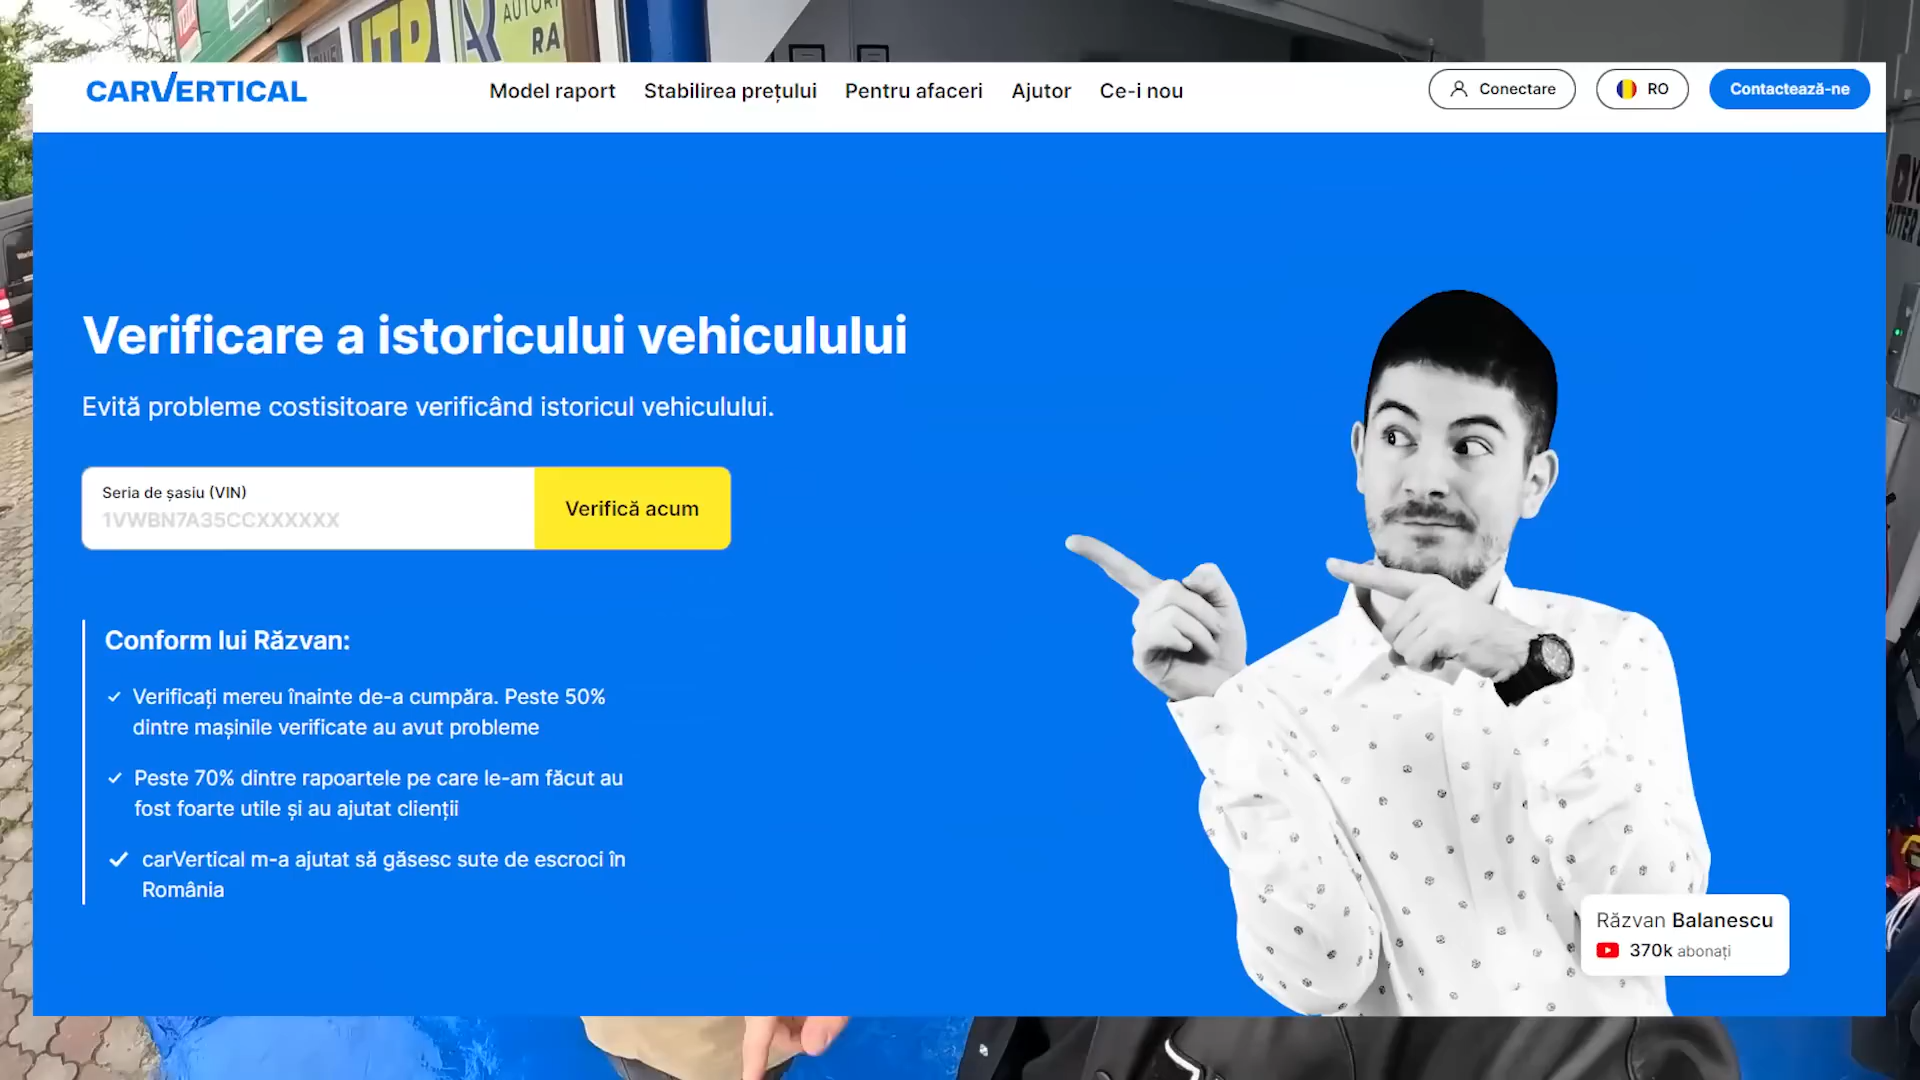 ITP
RA
CARVERTICAL
Model raport
Stabilirea prețului
Pentru afaceri
Ajutor
Ce-i nou
Conectare
RO
Contactează-ne
Verificare a istoricului vehiculului
Evită probleme costisitoare verificând istoricul vehiculului.
Seria de șasiu (VIN)
1VWBN7A35CCXXXXXX
Verifică acum
Conform lui Răzvan:
Verificați mereu înainte de-a cumpăra. Peste 50%
dintre mașinile verificate au avut probleme
Peste 70% dintre rapoartele pe care le-am făcut au
fost foarte utile și au ajutat clienții
carVertical m-a ajutat să găsesc sute de escroci în
România
Răzvan Balanescu
370k abonați